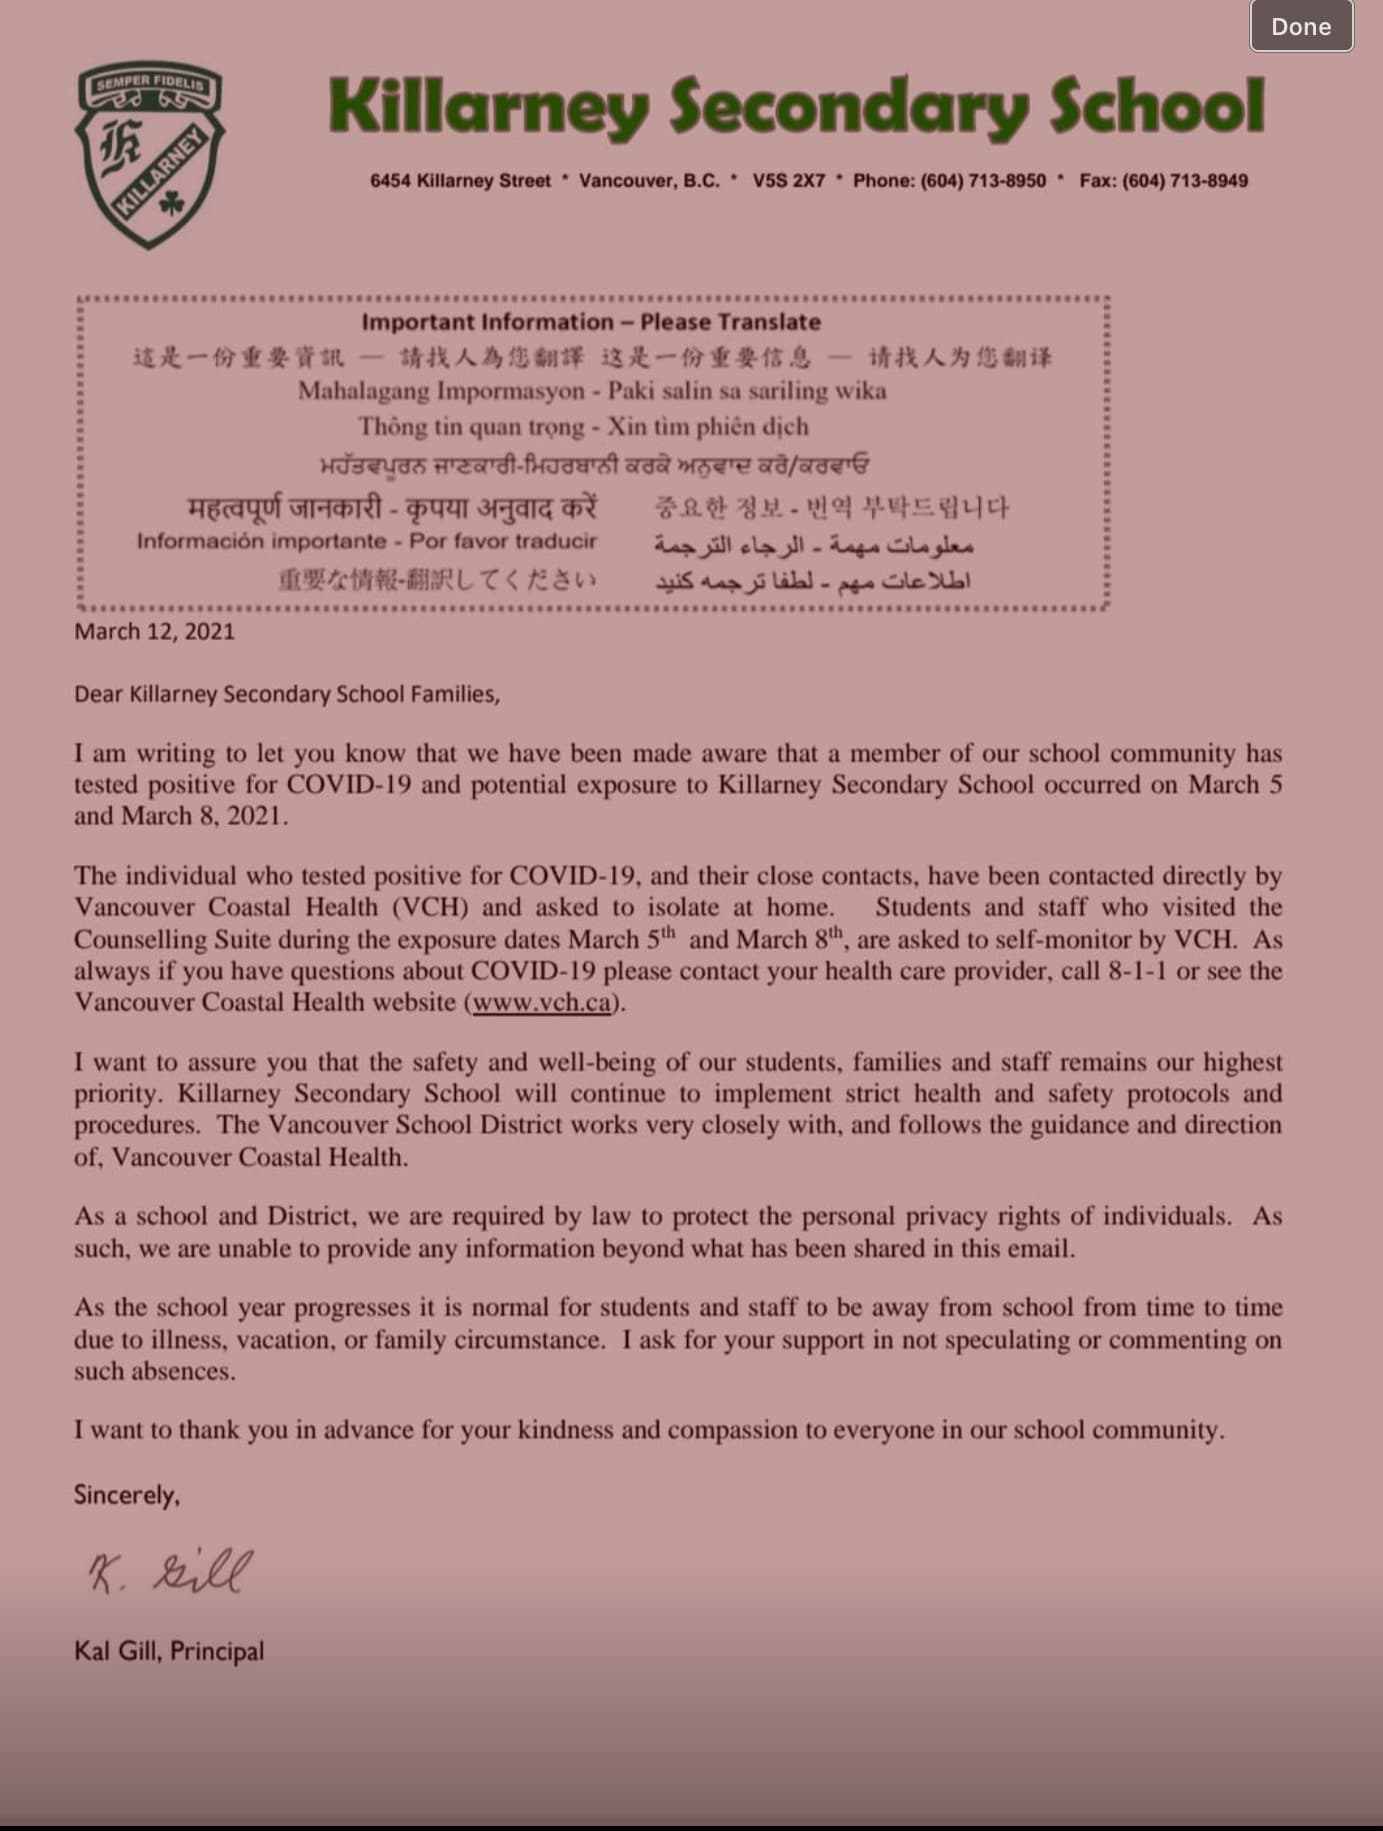 Done
SEMPER FIDELIS
K
KILLARNEY
Killarney Secondary School
6454 Killarney Street * Vancouver, B.C. * V5S 2X7 * Phone: (604) 713-8950 * Fax: (604) 713-8949
Important Information – Please Translate
這是一份重要資訊 — 請找人為您翻譯 这是一份重要信息 — 请找人为您翻译
Mahalagang Impormasyon - Paki salin sa sariling wika
Thông tin quan trọng - Xin tìm phiên dịch
ਮਹੱਤਵਪੂਰਨ ਜਾਣਕਾਰੀ-ਮਿਹਰਬਾਨੀ ਕਰਕੇ ਅਨੁਵਾਦ ਕਰੋ/ਕਰਵਾਓ
महत्वपूर्ण जानकारी - कृपया अनुवाद करें 중요한 정보 - 번역 부탁드립니다
Información importante - Por favor traducir معلومات مهمة - الرجاء الترجمة
重要な情報-翻訳してください اطلاعات مهم - لطفا ترجمه کنید
March 12, 2021
Dear Killarney Secondary School Families,
I am writing to let you know that we have been made aware that a member of our school community has
tested positive for COVID-19 and potential exposure to Killarney Secondary School occurred on March 5
and March 8, 2021.
The individual who tested positive for COVID-19, and their close contacts, have been contacted directly by
Vancouver Coastal Health (VCH) and asked to isolate at home. Students and staff who visited the
Counselling Suite during the exposure dates March 5th and March 8th, are asked to self-monitor by VCH. As
always if you have questions about COVID-19 please contact your health care provider, call 8-1-1 or see the
Vancouver Coastal Health website (www.vch.ca).
I want to assure you that the safety and well-being of our students, families and staff remains our highest
priority. Killarney Secondary School will continue to implement strict health and safety protocols and
procedures. The Vancouver School District works very closely with, and follows the guidance and direction
of, Vancouver Coastal Health.
As a school and District, we are required by law to protect the personal privacy rights of individuals. As
such, we are unable to provide any information beyond what has been shared in this email.
As the school year progresses it is normal for students and staff to be away from school from time to time
due to illness, vacation, or family circumstance. I ask for your support in not speculating or commenting on
such absences.
I want to thank you in advance for your kindness and compassion to everyone in our school community.
Sincerely,
K. Gill
Kal Gill, Principal